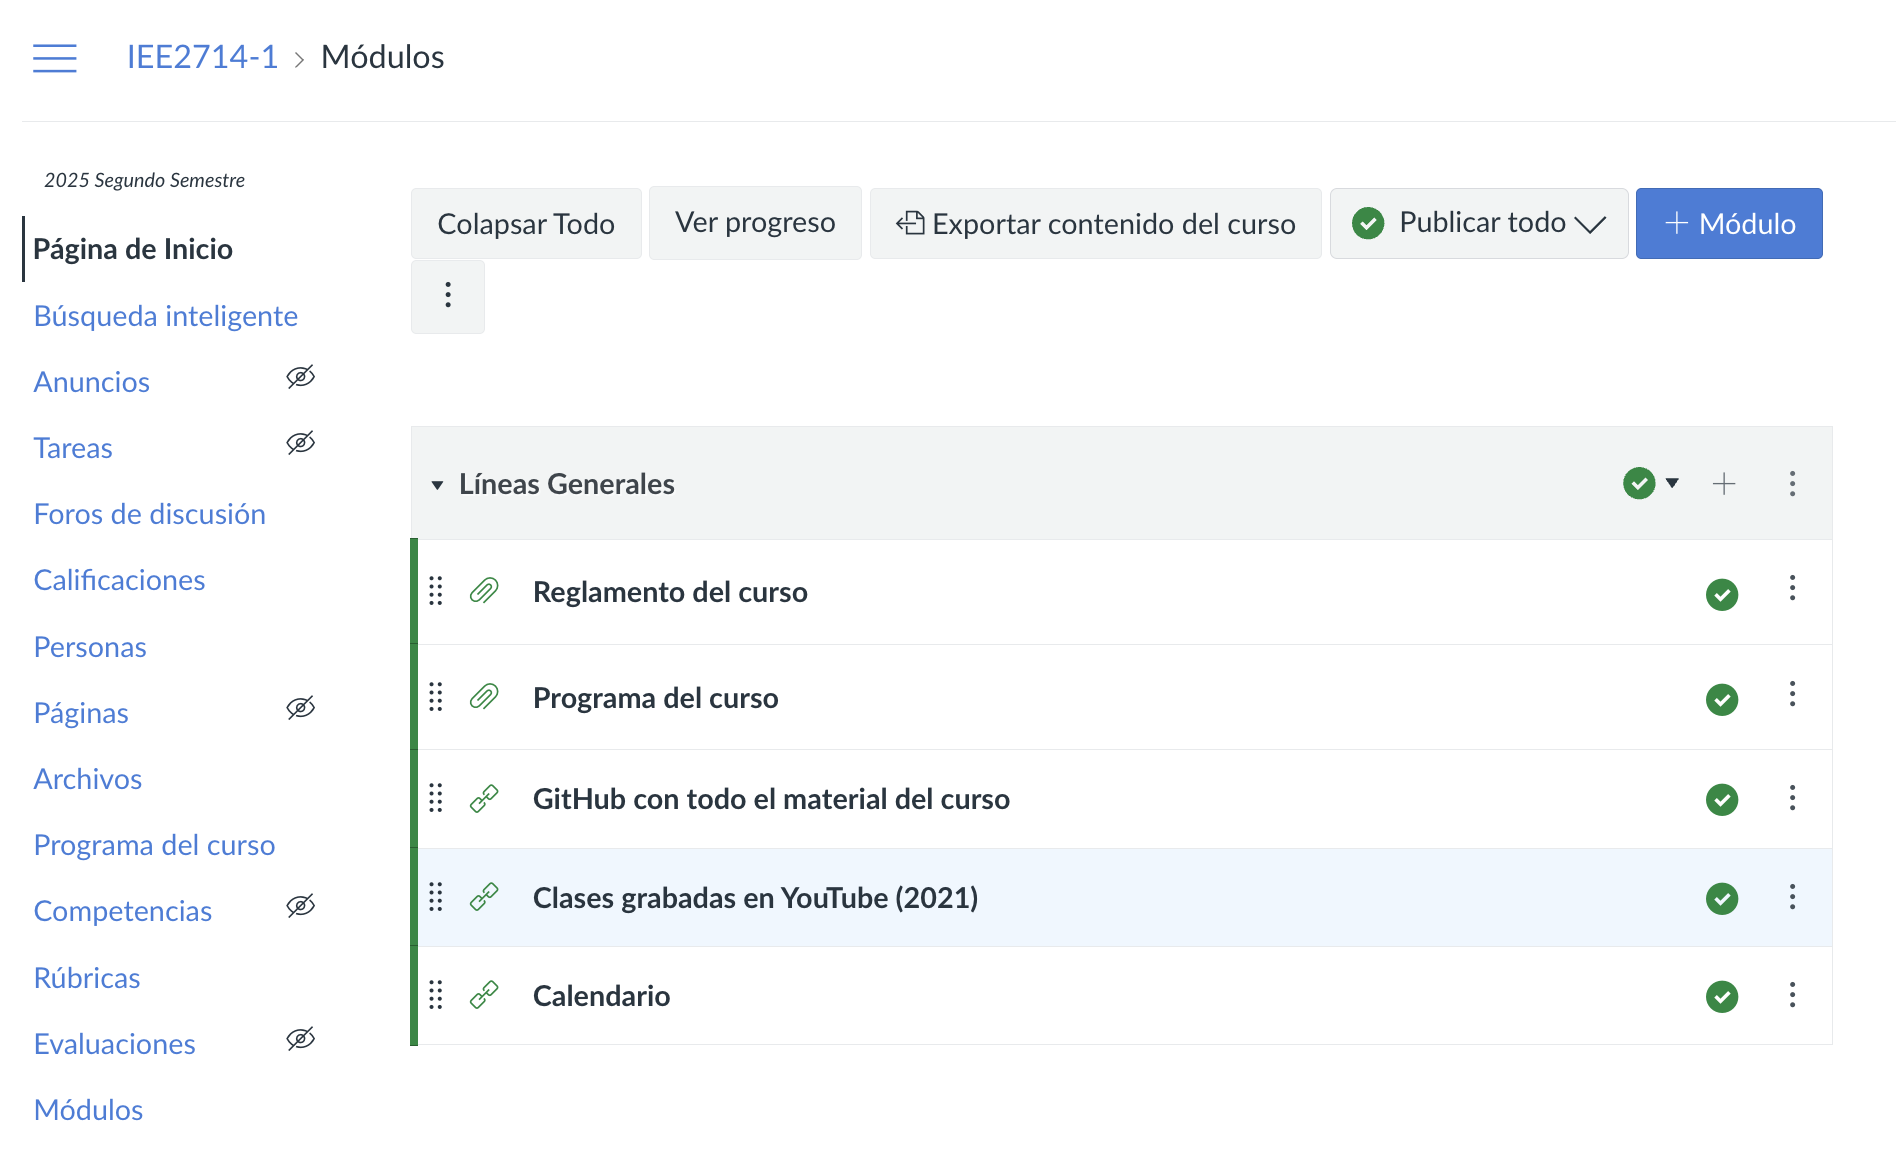 IEE2714-1 > Módulos
2025 Segundo Semestre
Página de Inicio
Búsqueda inteligente
Anuncios
Tareas
Foros de discusión
Calificaciones
Personas
Páginas
Archivos
Programa del curso
Competencias
Rúbricas
Evaluaciones
Módulos
Colapsar Todo
Ver progreso
Exportar contenido del curso
Publicar todo
+ Módulo
Líneas Generales
Reglamento del curso
Programa del curso
GitHub con todo el material del curso
Clases grabadas en YouTube (2021)
Calendario